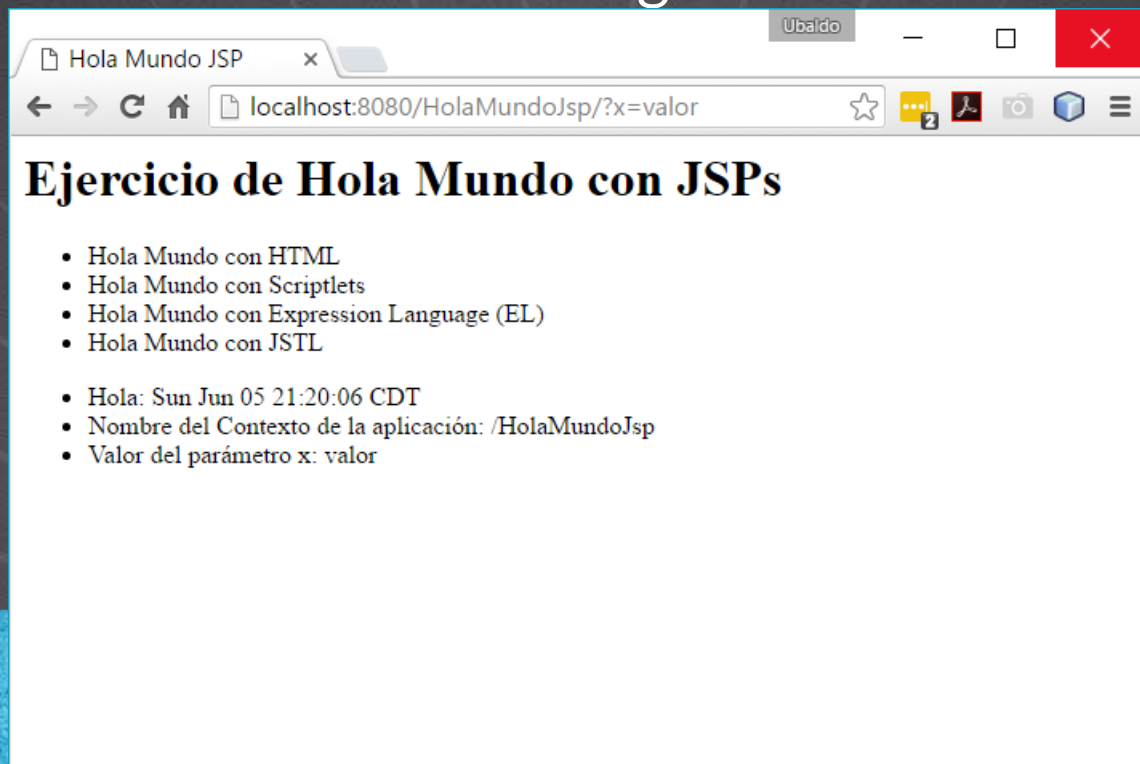 Ubaldo
Hola Mundo JSP
localhost:8080/HolaMundoJsp/?x=valor
2
Ejercicio de Hola Mundo con JSPs
Hola Mundo con HTML
Hola Mundo con Scriptlets
Hola Mundo con Expression Language (EL)
Hola Mundo con JSTL
Hola: Sun Jun 05 21:20:06 CDT
Nombre del Contexto de la aplicación: /HolaMundoJsp
Valor del parámetro x: valor